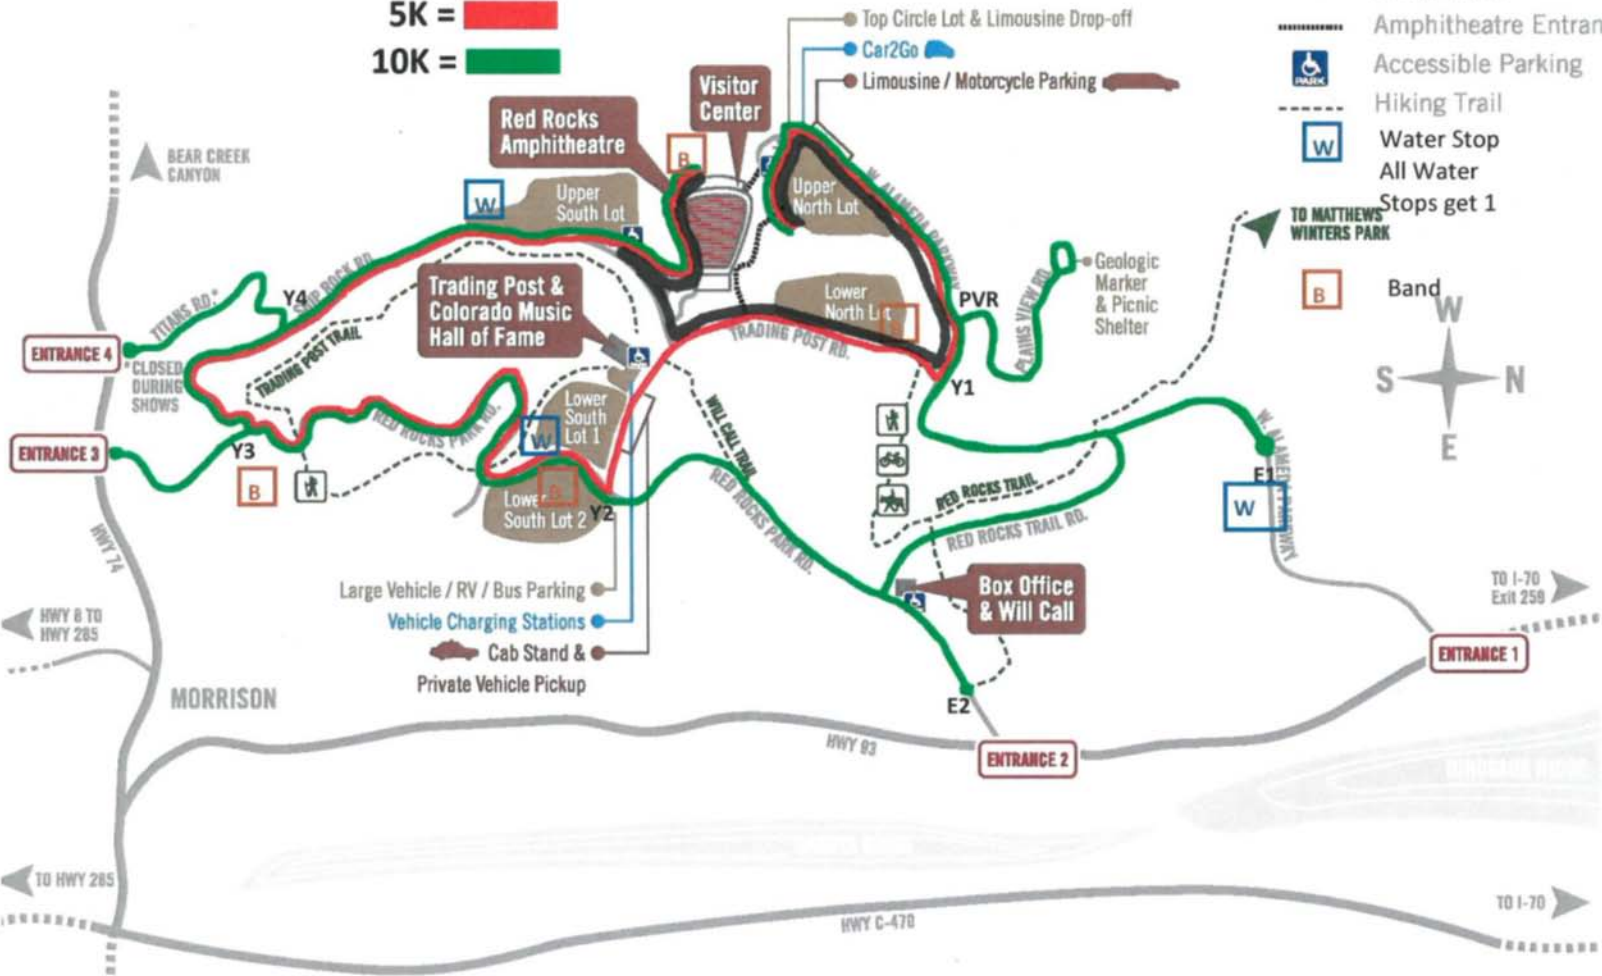 5K =
10K =
Top Circle Lot & Limousine Drop-off
Car2Go
Limousine / Motorcycle Parking
Amphitheatre Entran
PARK
Accessible Parking
Hiking Trail
W
Water Stop
All Water
Stops get 1
B
Band
TO MATTHEWS
WINTERS PARK
W
S
N
E
BEAR CREEK
CANYON
Red Rocks
Amphitheatre
Visitor
Center
B
W
Upper
South Lot
Upper
North Lot
W. ALAMEDA PARKWAY
Trading Post &
Colorado Music
Hall of Fame
Lower
North Lot
TRADING POST RD.
PVR
PLAINS VIEW RD.
Geologic
Marker
& Picnic
Shelter
Y4
TITANS RD.*
SHIP ROCK RD.
TRADING POST TRAIL
ENTRANCE 4
*CLOSED
DURING
SHOWS
Y1
ENTRANCE 3
Y3
B
RED ROCKS PARK RD.
W
Lower
South
Lot 1
B
Lower
South Lot 2
Y2
WILL CALL TRAIL
RED ROCKS PARK RD.
RED ROCKS TRAIL
RED ROCKS TRAIL RD.
W. ALAMEDA PARKWAY
E1
W
HWY 74
Large Vehicle / RV / Bus Parking
Vehicle Charging Stations
Cab Stand &
Private Vehicle Pickup
Box Office
& Will Call
TO I-70
Exit 259
HWY 8 TO
HWY 285
ENTRANCE 1
MORRISON
E2
HWY 93
ENTRANCE 2
DINOSAUR RIDGE
TO HWY 285
HWY C-470
TO I-70